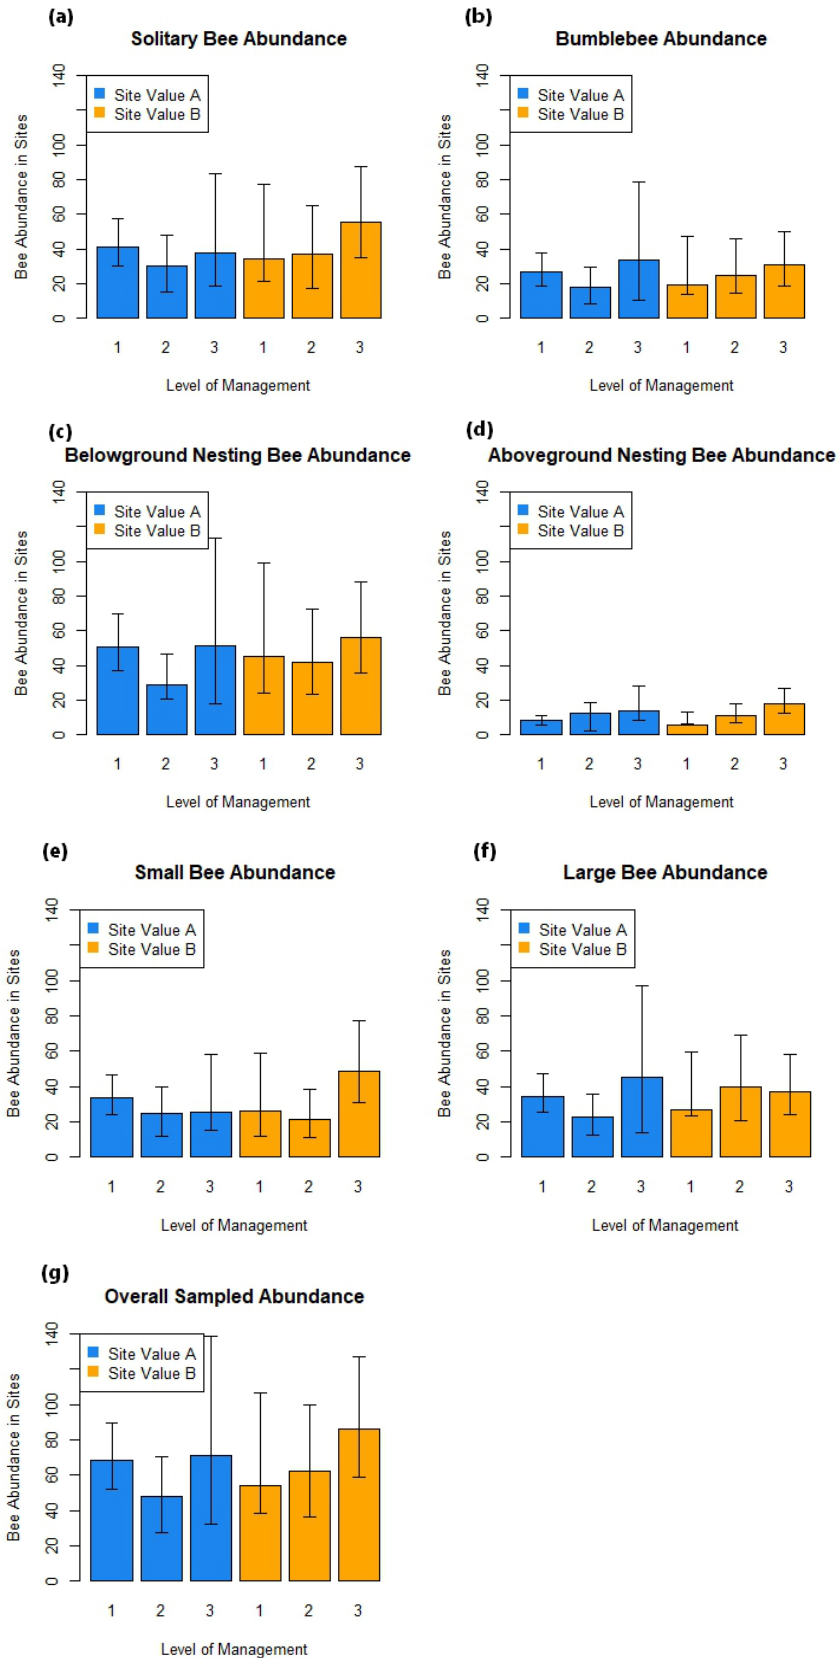 (a)
Solitary Bee Abundance
Bee Abundance in Sites
140
100
80
60
40
20
0
Site Value A
Site Value B
1 2 3 1 2 3
Level of Management
(b)
Bumblebee Abundance
Bee Abundance in Sites
140
100
80
60
40
20
0
Site Value A
Site Value B
1 2 3 1 2 3
Level of Management
(c)
Belowground Nesting Bee Abundance
Bee Abundance in Sites
140
100
80
60
40
20
0
Site Value A
Site Value B
1 2 3 1 2 3
Level of Management
(d)
Aboveground Nesting Bee Abundance
Bee Abundance in Sites
140
100
80
60
40
20
0
Site Value A
Site Value B
1 2 3 1 2 3
Level of Management
(e)
Small Bee Abundance
Bee Abundance in Sites
140
100
80
60
40
20
0
Site Value A
Site Value B
1 2 3 1 2 3
Level of Management
(f)
Large Bee Abundance
Bee Abundance in Sites
140
100
80
60
40
20
0
Site Value A
Site Value B
1 2 3 1 2 3
Level of Management
(g)
Overall Sampled Abundance
Bee Abundance in Sites
140
100
80
60
40
20
0
Site Value A
Site Value B
1 2 3 1 2 3
Level of Management